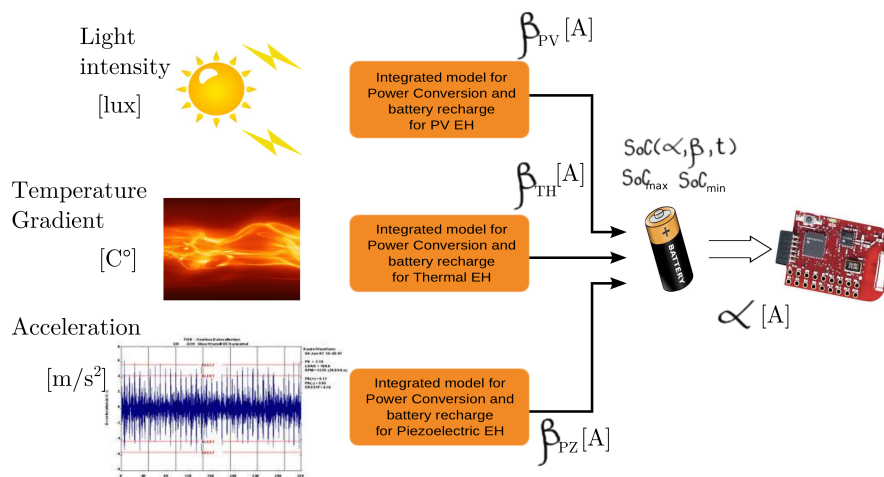 Light
intensity
[lux]
Integrated model for
Power Conversion and
battery recharge
for PV EH
β_PV [A]
Temperature
Gradient
[C°]
Integrated model for
Power Conversion and
battery recharge
for Thermal EH
β_TH [A]
SoC(α,β,t)
SoC_max SoC_min
BATTERY
α [A]
Acceleration
[m/s²]
Integrated model for
Power Conversion and
battery recharge
for Piezoelectric EH
β_PZ [A]